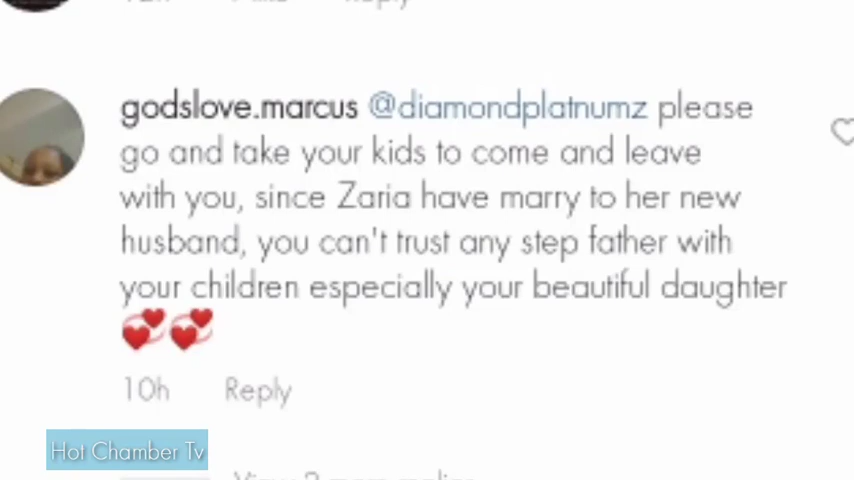 godslove.marcus @diamondplatnumz please
go and take your kids to come and leave
with you, since Zaria have marry to her new
husband, you can't trust any step father with
your children especially your beautiful daughter
💞💞
10h Reply
Hot Chamber Tv